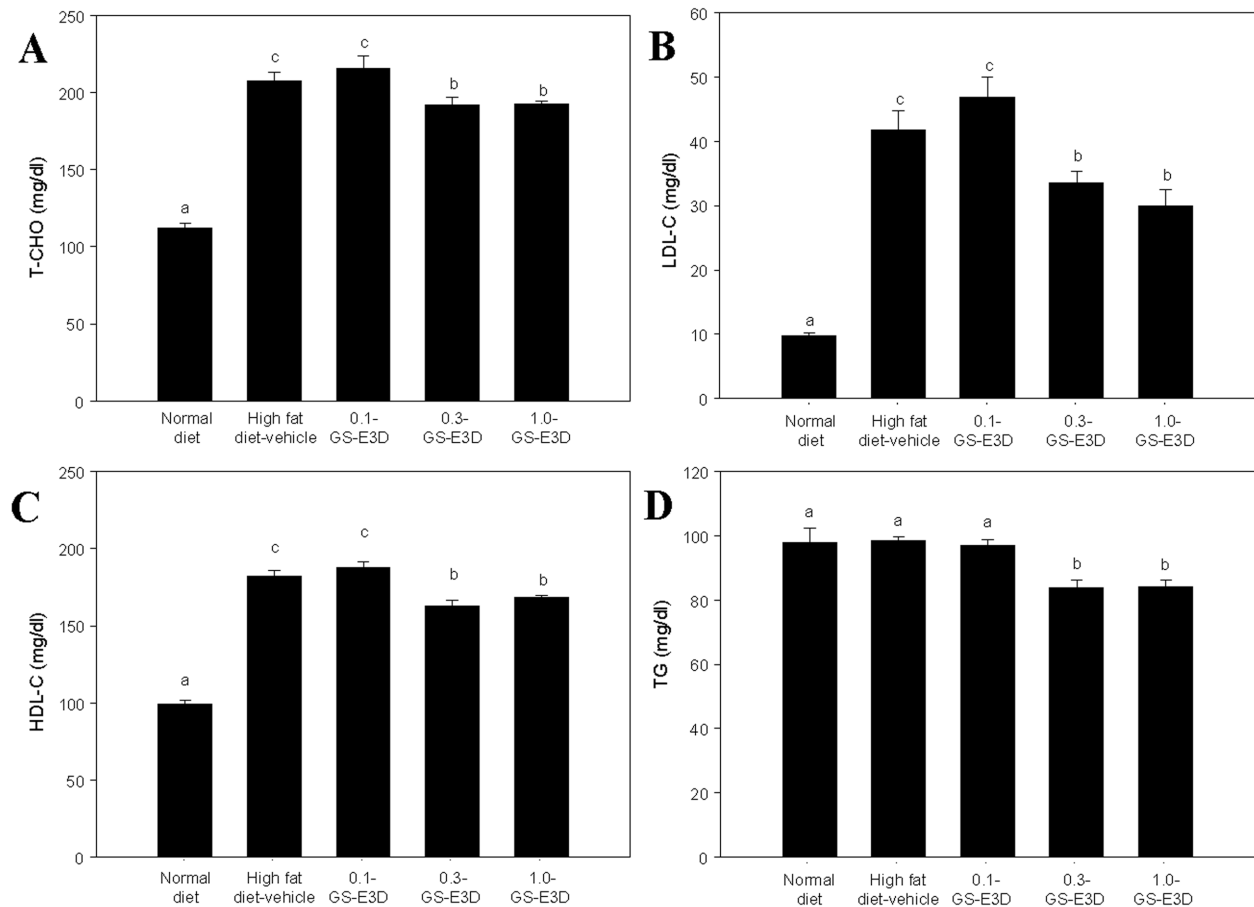 A
T-CHO (mg/dl)
250
200
150
100
50
0
a
c
c
b
b
Normal diet
High fat diet-vehicle
0.1-GS-E3D
0.3-GS-E3D
1.0-GS-E3D
B
LDL-C (mg/dl)
60
50
40
30
20
10
0
a
c
c
b
b
Normal diet
High fat diet-vehicle
0.1-GS-E3D
0.3-GS-E3D
1.0-GS-E3D
C
HDL-C (mg/dl)
250
200
150
100
50
0
a
c
c
b
b
Normal diet
High fat diet-vehicle
0.1-GS-E3D
0.3-GS-E3D
1.0-GS-E3D
D
TG (mg/dl)
120
100
80
60
40
20
0
a
a
a
b
b
Normal diet
High fat diet-vehicle
0.1-GS-E3D
0.3-GS-E3D
1.0-GS-E3D